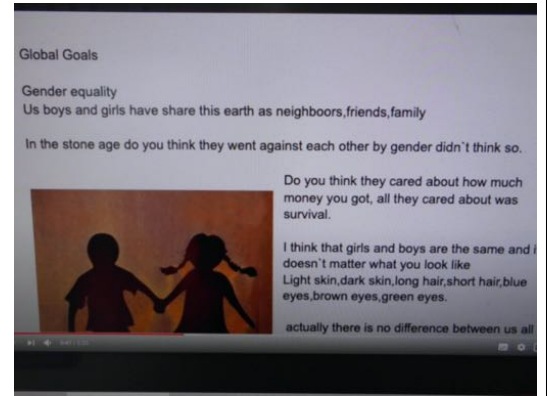 Global Goals
Gender equality
Us boys and girls have share this earth as neighboors,friends,family
In the stone age do you think they went against each other by gender didn`t think so.
Do you think they cared about how much
money you got, all they cared about was
survival.
I think that girls and boys are the same and i
doesn`t matter what you look like
Light skin,dark skin,long hair,short hair,blue
eyes,brown eyes,green eyes.
actually there is no difference between us all